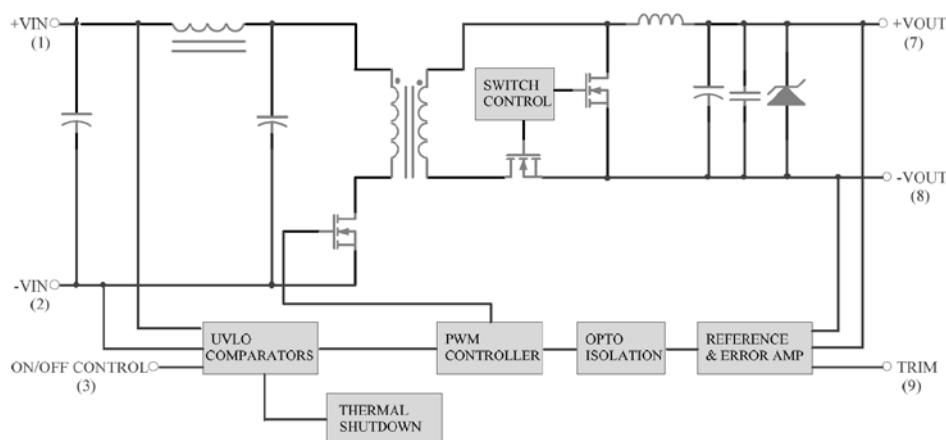 +VIN
(1)
+VOUT
(7)
SWITCH
CONTROL
-VOUT
(8)
-VIN
(2)
UVLO
COMPARATORS
PWM
CONTROLLER
OPTO
ISOLATION
REFERENCE
& ERROR AMP
ON/OFF CONTROL
(3)
TRIM
(9)
THERMAL
SHUTDOWN